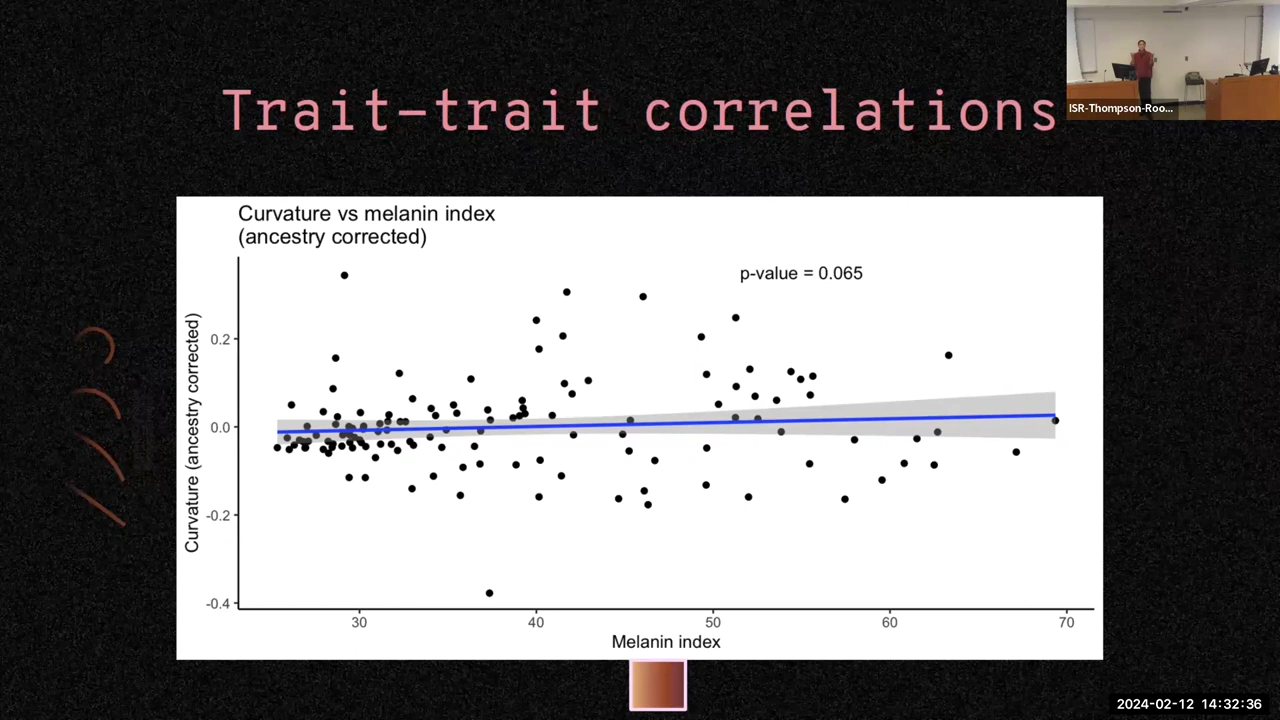 Trait-trait correlations
ISR-Thompson-Roo...
Curvature vs melanin index
(ancestry corrected)
p-value = 0.065
Curvature (ancestry corrected)
0.2
0.0
-0.2
-0.4
30
40
50
60
70
Melanin index
2024-02-12 14:32:36